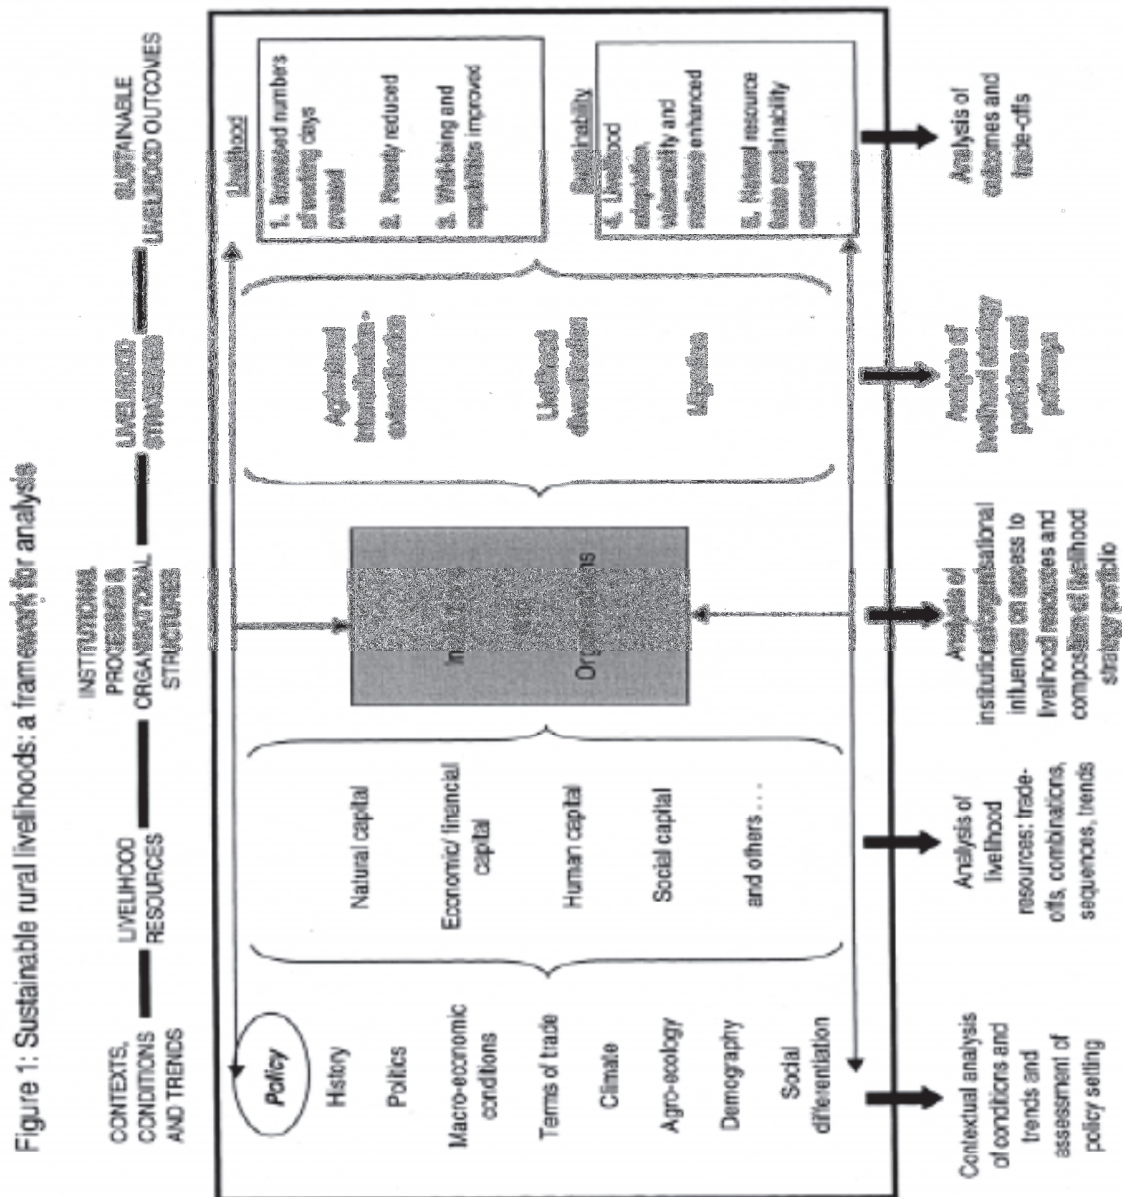 Figure 1: Sustainable rural livelihoods: a framework for analysis
CONTEXTS,
CONDITIONS
AND TRENDS
LIVELIHOOD
RESOURCES
INSTITUTIONAL
PROCESSES &
ORGANISATIONAL
STRUCTURES
LIVELIHOOD
STRATEGIES
SUSTAINABLE
LIVELIHOOD OUTCOMES
Policy
History
Politics
Macro-economic
conditions
Terms of trade
Climate
Agro-ecology
Demography
Social
differentiation
Natural capital
Economic/ financial
capital
Human capital
Social capital
and others . . .
Agricultural
intensification -
extensification
Livelihood
diversification
Migration
Livelihood
1. Increased numbers
of working days
created
2. Poverty reduced
3. Well-being and
capabilities improved
Sustainability
4. Livelihood
adaptation,
vulnerability and
resilience enhanced
5. Natural resource
base sustainability
ensured
Contextual analysis
of conditions and
trends and
assessment of
policy setting
Analysis of
livelihood
resources: trade-
offs, combinations,
sequences, trends
Analysis of
institutional/organisational
influences on access to
livelihood resources and
composition of livelihood
strategy portfolio
Analysis of
livelihood strategy
portfolios and
pathways
Analysis of
outcomes and
trade-offs